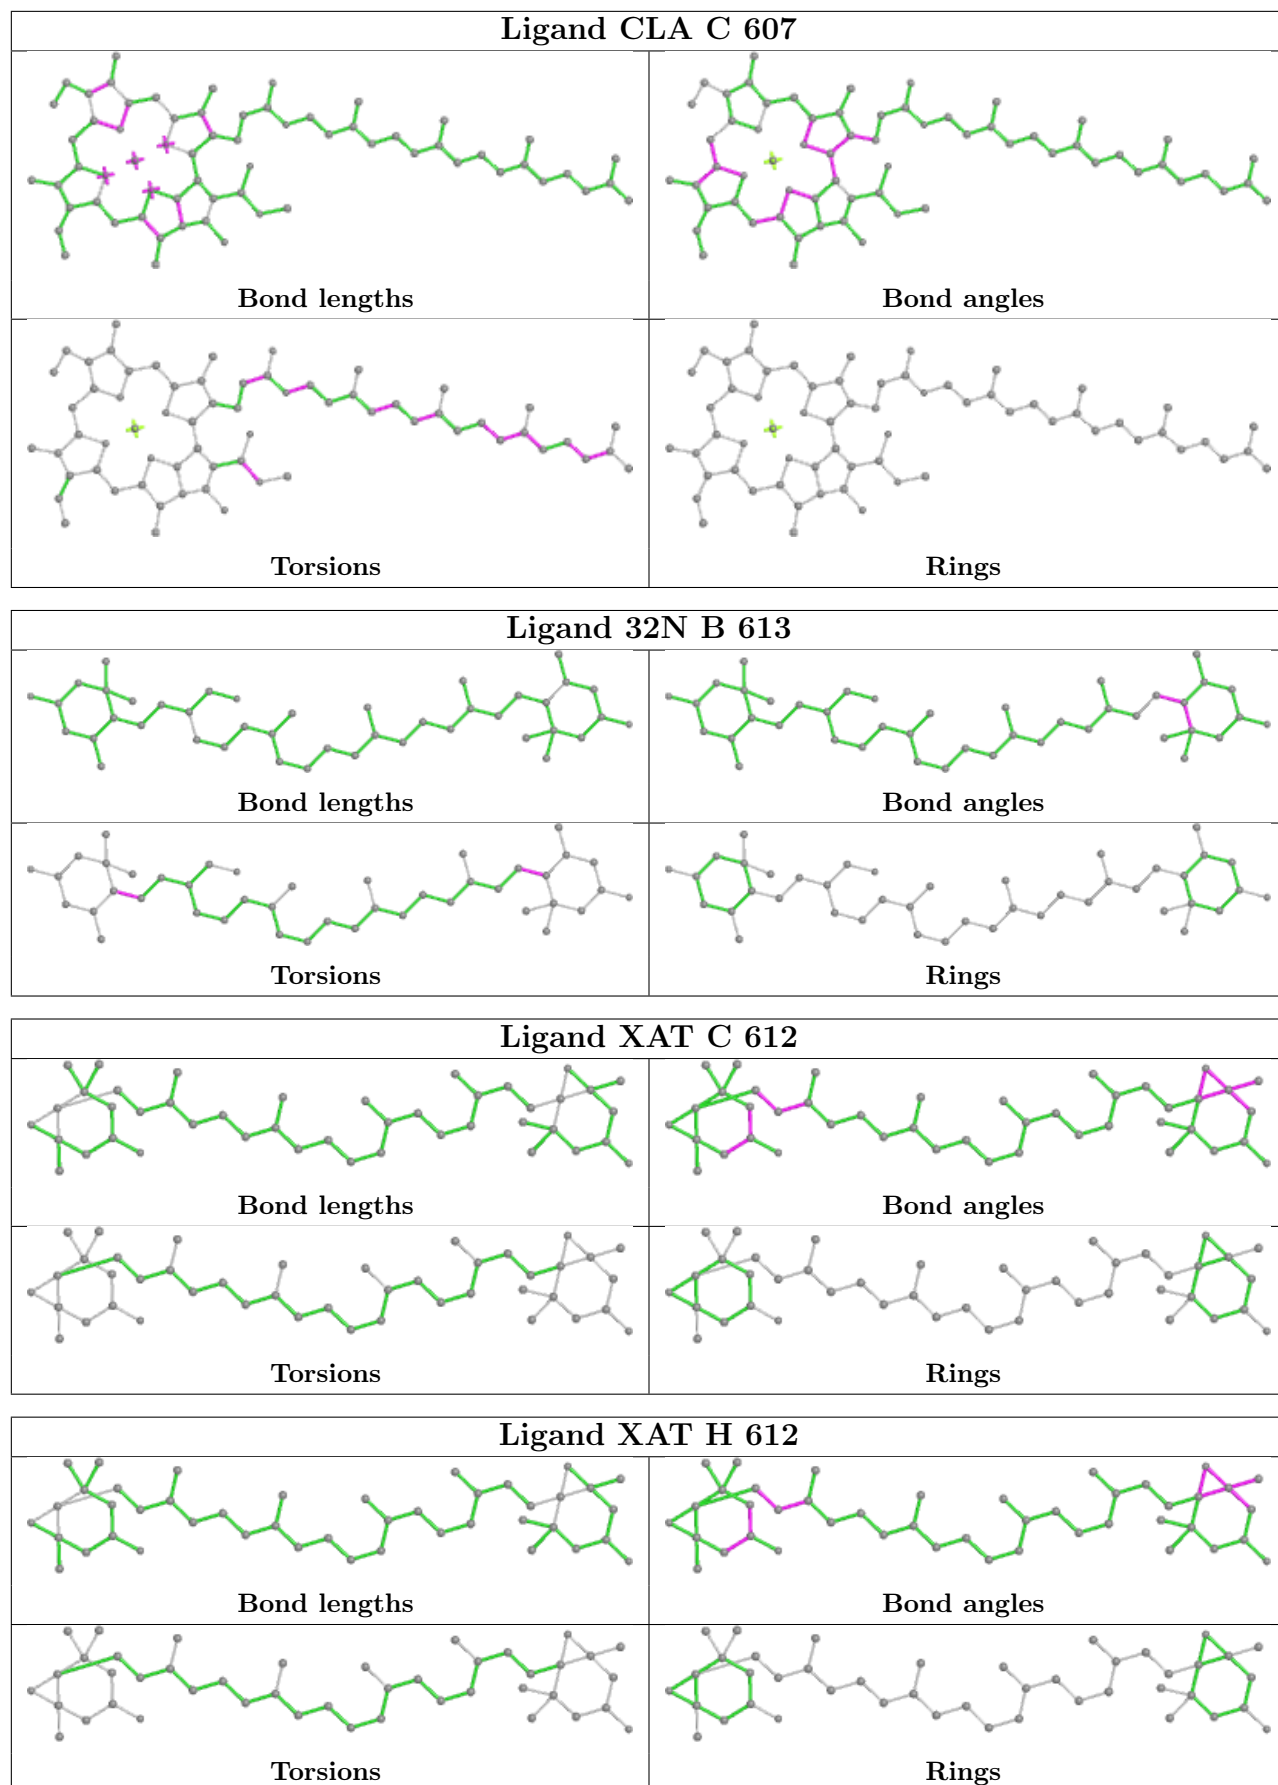 Ligand CLA C 607
Bond lengths
Bond angles
Torsions
Rings
Ligand 32N B 613
Bond lengths
Bond angles
Torsions
Rings
Ligand XAT C 612
Bond lengths
Bond angles
Torsions
Rings
Ligand XAT H 612
Bond lengths
Bond angles
Torsions
Rings